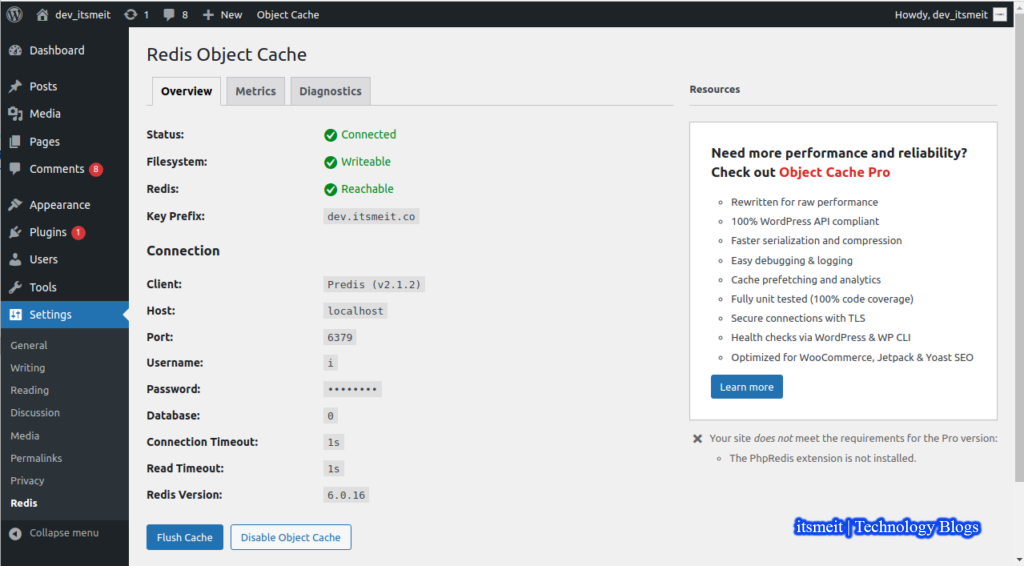 dev_itsmeit 1 8 New Object Cache Howdy, dev_itsmeit
Dashboard
Posts
Media
Pages
Comments 8
Appearance
Plugins 1
Users
Tools
Settings
General
Writing
Reading
Discussion
Media
Permalinks
Privacy
Redis
Collapse menu
Redis Object Cache
Overview Metrics Diagnostics
Status: Connected
Filesystem: Writeable
Redis: Reachable
Key Prefix: dev.itsmeit.co
Connection
Client: Predis (v2.1.2)
Host: localhost
Port: 6379
Username: i
Password: ••••••••
Database: 0
Connection Timeout: 1s
Read Timeout: 1s
Redis Version: 6.0.16
Flush Cache Disable Object Cache
Resources
Need more performance and reliability?
Check out Object Cache Pro
Rewritten for raw performance
100% WordPress API compliant
Faster serialization and compression
Easy debugging & logging
Cache prefetching and analytics
Fully unit tested (100% code coverage)
Secure connections with TLS
Health checks via WordPress & WP CLI
Optimized for WooCommerce, Jetpack & Yoast SEO
Learn more
Your site does not meet the requirements for the Pro version:
The PhpRedis extension is not installed.
itsmeit | Technology Blogs